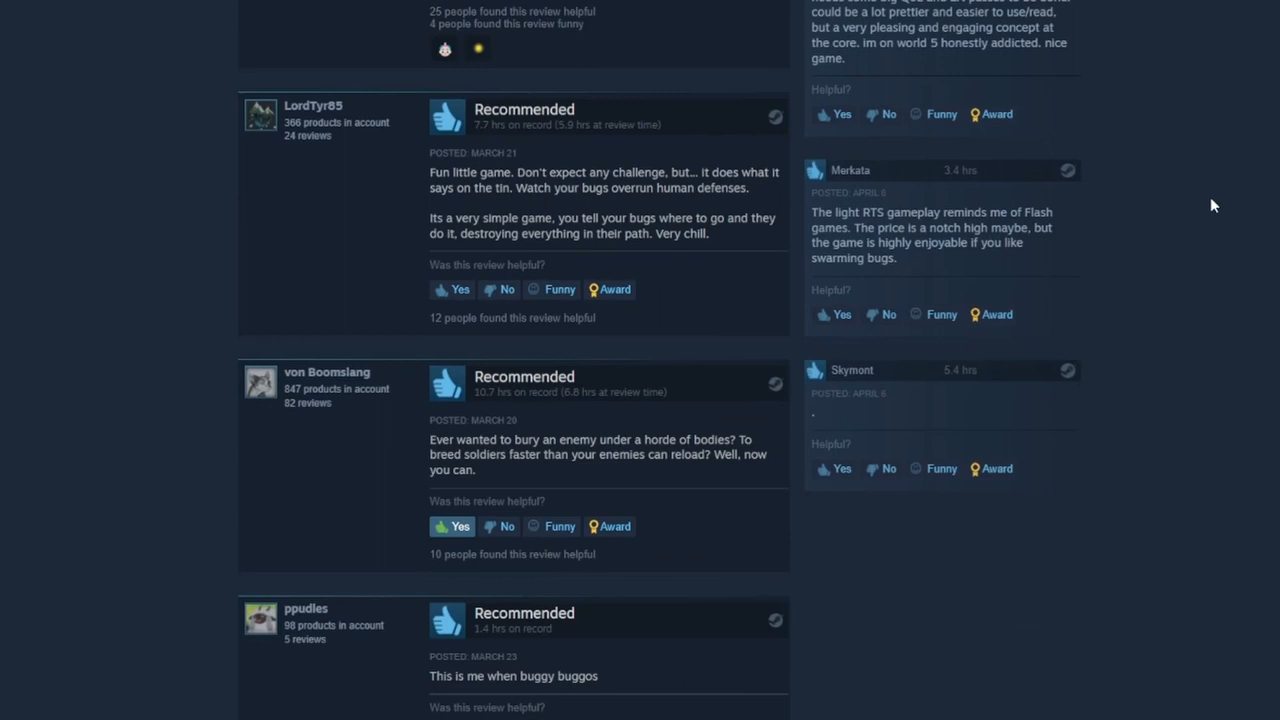 25 people found this review helpful
4 people found this review funny
LordTyr85
366 products in account
24 reviews
Recommended
7.7 hrs on record (5.9 hrs at review time)
POSTED: MARCH 21
Fun little game. Don't expect any challenge, but... it does what it
says on the tin. Watch your bugs overrun human defenses.
Its a very simple game, you tell your bugs where to go and they
do it, destroying everything in their path. Very chill.
Was this review helpful?
Yes No Funny Award
12 people found this review helpful
von Boomslang
847 products in account
82 reviews
Recommended
10.7 hrs on record (6.8 hrs at review time)
POSTED: MARCH 20
Ever wanted to bury an enemy under a horde of bodies? To
breed soldiers faster than your enemies can reload? Well, now
you can.
Was this review helpful?
Yes No Funny Award
10 people found this review helpful
ppudles
98 products in account
5 reviews
Recommended
1.4 hrs on record
POSTED: MARCH 23
This is me when buggy buggos
Was this review helpful?
could be a lot prettier and easier to use/read,
but a very pleasing and engaging concept at
the core. im on world 5 honestly addicted. nice
game.
Helpful?
Yes No Funny Award
Merkata 3.4 hrs
POSTED: APRIL 6
The light RTS gameplay reminds me of Flash
games. The price is a notch high maybe, but
the game is highly enjoyable if you like
swarming bugs.
Helpful?
Yes No Funny Award
Skymont 5.4 hrs
POSTED: APRIL 6
.
Helpful?
Yes No Funny Award